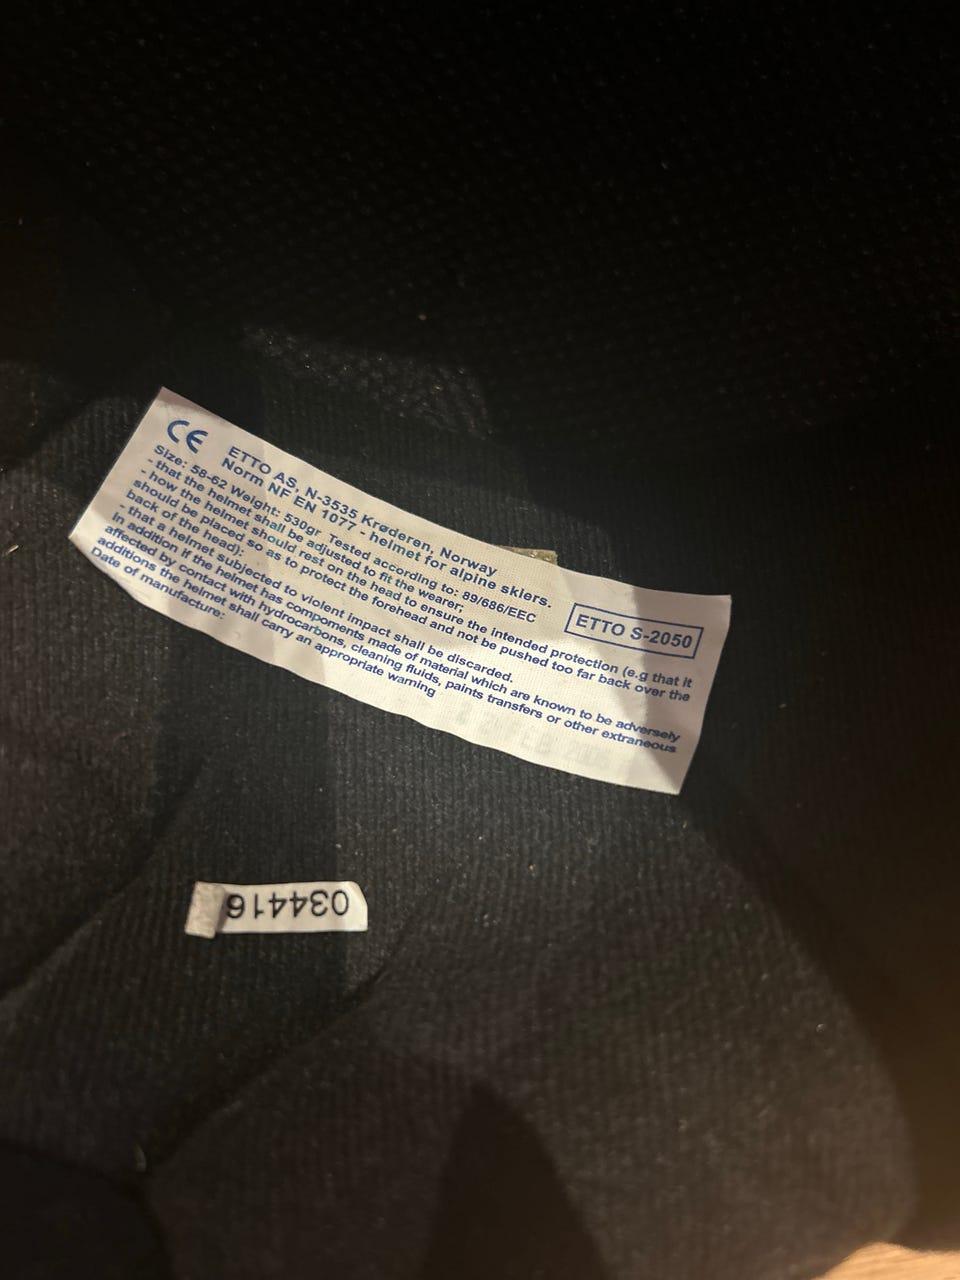 CE
ETTO AS, N-3535 Krøderen, Norway
Norm NF EN 1077 - helmet for alpine skiers.
Size: 58-62 Weight: 530gr Tested according to: 89/686/EEC
ETTO S-2050
- that the helmet shall be adjusted to fit the wearer;
- how the helmet should rest on the head to ensure the intended protection (e.g that it
should be placed so as to protect the forehead and not be pushed too far back over the
back of the head):
- that a helmet subjected to violent impact shall be discarded.
In addition if the helmet has compoments made of material which are known to be adversely
affected by contact with hydrocarbons, cleaning fluids, paints transfers or other extraneous
additions the helmet shall carry an appropriate warning
Date of manufacture:
034416